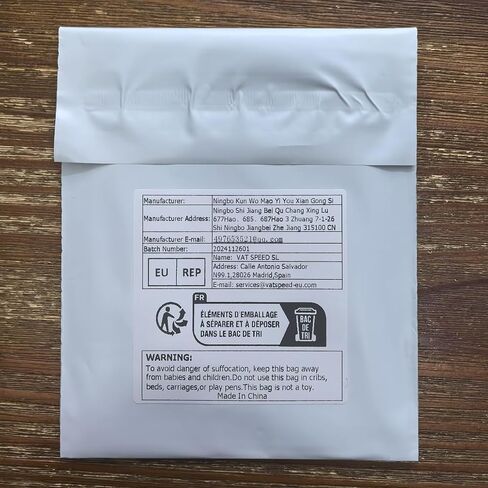 Manufacturer: Ningbo Kun Wo Mao Yi You Xian Gong Si
Manufacturer Address: Ningbo Shi Jiang Bei Qu Chang Xing Lu
677Hao、685、687Hao 3 Zhuang 7-1-26
Shi Ningbo Jiangbei Zhe Jiang 315100 CN
Manufacturer E-mail: 497653521@qq.com
Batch Number: 2024112601
EU REP
Name: VAT SPEED SL
Address: Calle Antonio Salvador
N99.1,28026 Madrid,Spain
E-mail: services@vatspeed-eu.com
FR
ÉLÉMENTS D'EMBALLAGE
À SÉPARER ET À DÉPOSER
DANS LE BAC DE TRI
BAC
DE
TRI
WARNING:
To avoid danger of suffocation, keep this bag away
from babies and children.Do not use this bag in cribs,
beds, carriages,or play pens.This bag is not a toy.
Made In China